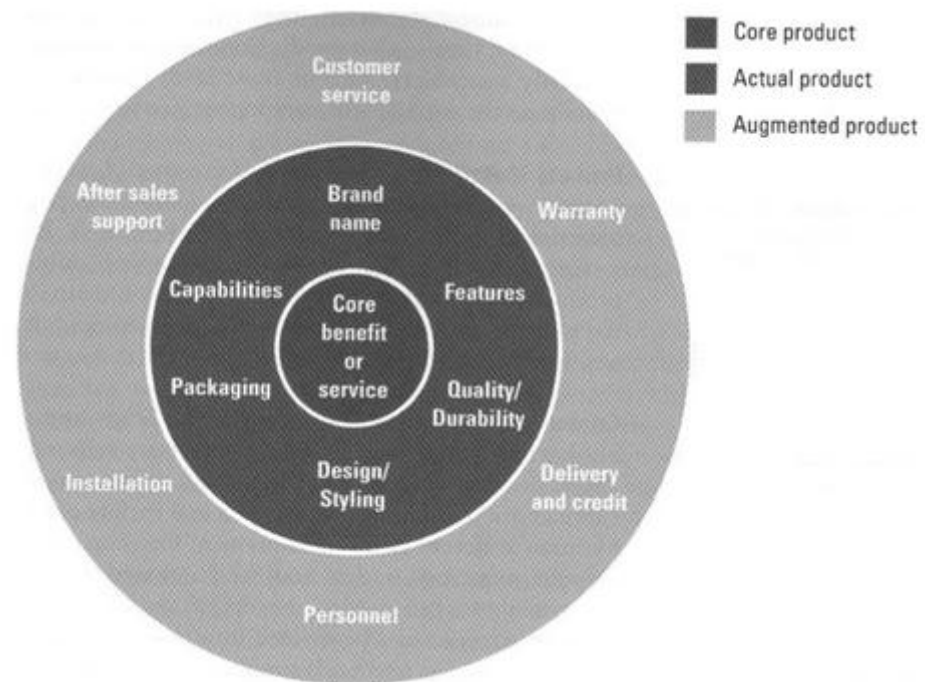 Core product
Actual product
Augmented product
Customer
service
After sales
support
Brand
name
Warranty
Capabilities
Features
Core
benefit
or
service
Packaging
Quality/
Durability
Design/
Styling
Installation
Delivery
and credit
Personnel